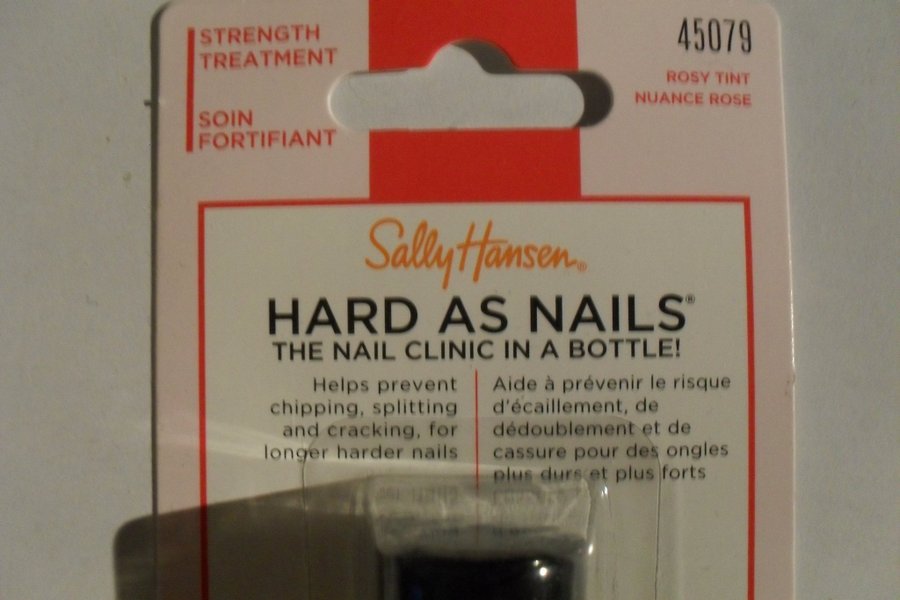 STRENGTH
TREATMENT
SOIN
FORTIFIANT
45079
ROSY TINT
NUANCE ROSE
Sally Hansen®
HARD AS NAILS®
THE NAIL CLINIC IN A BOTTLE!
Helps prevent
chipping, splitting
and cracking, for
longer harder nails
Aide à prévenir le risque
d'écaillement, de
dédoublement et de
cassure pour des ongles
plus durs et plus forts